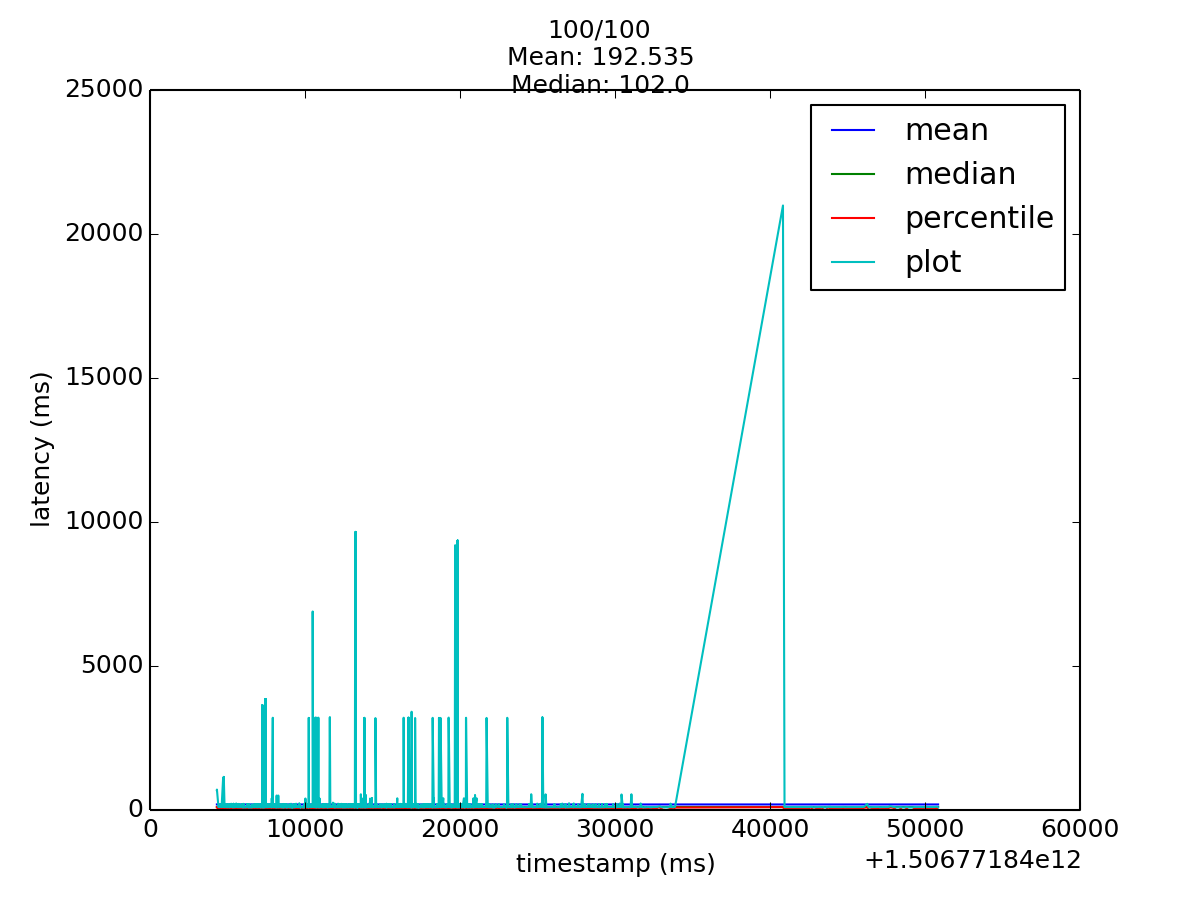 100/100
Mean: 192.535
Median: 102.0
25000
20000
15000
10000
5000
0
latency (ms)
mean
median
percentile
plot
0 10000 20000 30000 40000 50000 60000
timestamp (ms)
+1.50677184e12